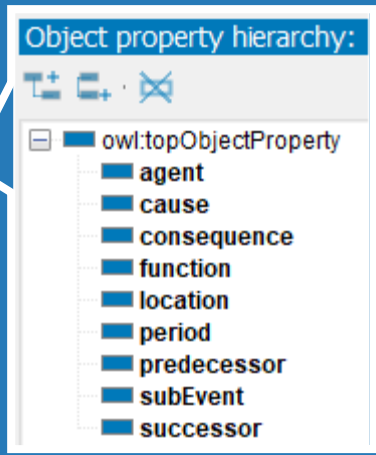 Object property hierarchy:
owl:topObjectProperty
agent
cause
consequence
function
location
period
predecessor
subEvent
successor